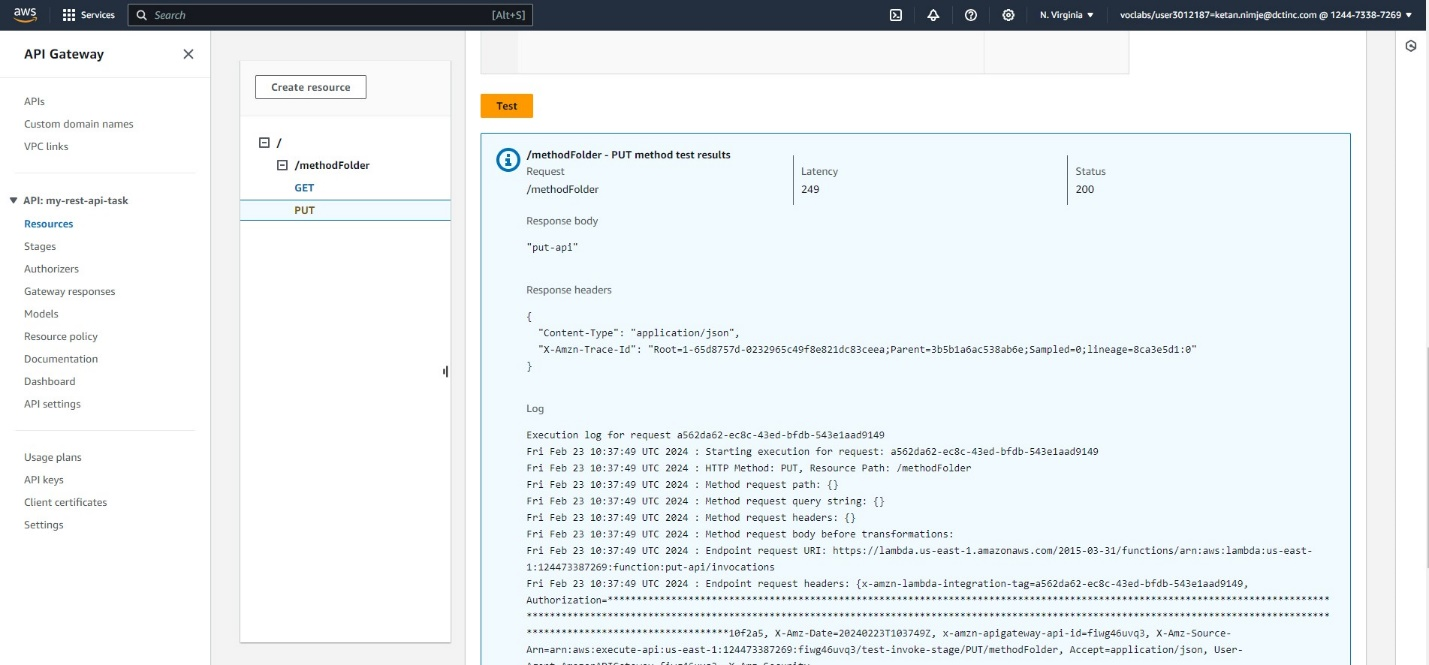 aws
Services
Search
[Alt+S]
N. Virginia
voclabs/user3012187=ketan.nimje@dctinc.com @ 1244-7338-7269
API Gateway
APIs
Custom domain names
VPC links
API: my-rest-api-task
Resources
Stages
Authorizers
Gateway responses
Models
Resource policy
Documentation
Dashboard
API settings
Usage plans
API keys
Client certificates
Settings
Create resource
/
/methodFolder
GET
PUT
Test
/methodFolder - PUT method test results
Request
/methodFolder
Latency
249
Status
200
Response body
"put-api"
Response headers
{
"Content-Type": "application/json",
"X-Amzn-Trace-Id": "Root=1-65d8757d-0232965c49f8e821dc83ceea;Parent=3b5b1a6ac538ab6e;Sampled=0;lineage=8ca3e5d1:0"
}
Log
Execution log for request a562da62-ec8c-43ed-bfdb-543e1aad9149
Fri Feb 23 10:37:49 UTC 2024 : Starting execution for request: a562da62-ec8c-43ed-bfdb-543e1aad9149
Fri Feb 23 10:37:49 UTC 2024 : HTTP Method: PUT, Resource Path: /methodFolder
Fri Feb 23 10:37:49 UTC 2024 : Method request path: {}
Fri Feb 23 10:37:49 UTC 2024 : Method request query string: {}
Fri Feb 23 10:37:49 UTC 2024 : Method request headers: {}
Fri Feb 23 10:37:49 UTC 2024 : Method request body before transformations:
Fri Feb 23 10:37:49 UTC 2024 : Endpoint request URI: https://lambda.us-east-1.amazonaws.com/2015-03-31/functions/arn:aws:lambda:us-east-
1:124473387269:function:put-api/invocations
Fri Feb 23 10:37:49 UTC 2024 : Endpoint request headers: {x-amzn-lambda-integration-tag=a562da62-ec8c-43ed-bfdb-543e1aad9149,
Authorization=**************************************************************************************************************************
****************************************************************************************************************************************
**********************************10f2a5, X-Amz-Date=20240223T103749Z, x-amzn-apigateway-api-id=fiwg46uvq3, X-Amz-Source-
Arn=arn:aws:execute-api:us-east-1:124473387269:fiwg46uvq3/test-invoke-stage/PUT/methodFolder, Accept=application/json, User-
Agent=AmazonAPIGateway_fiwg46uvq3, X-Amz-Security-